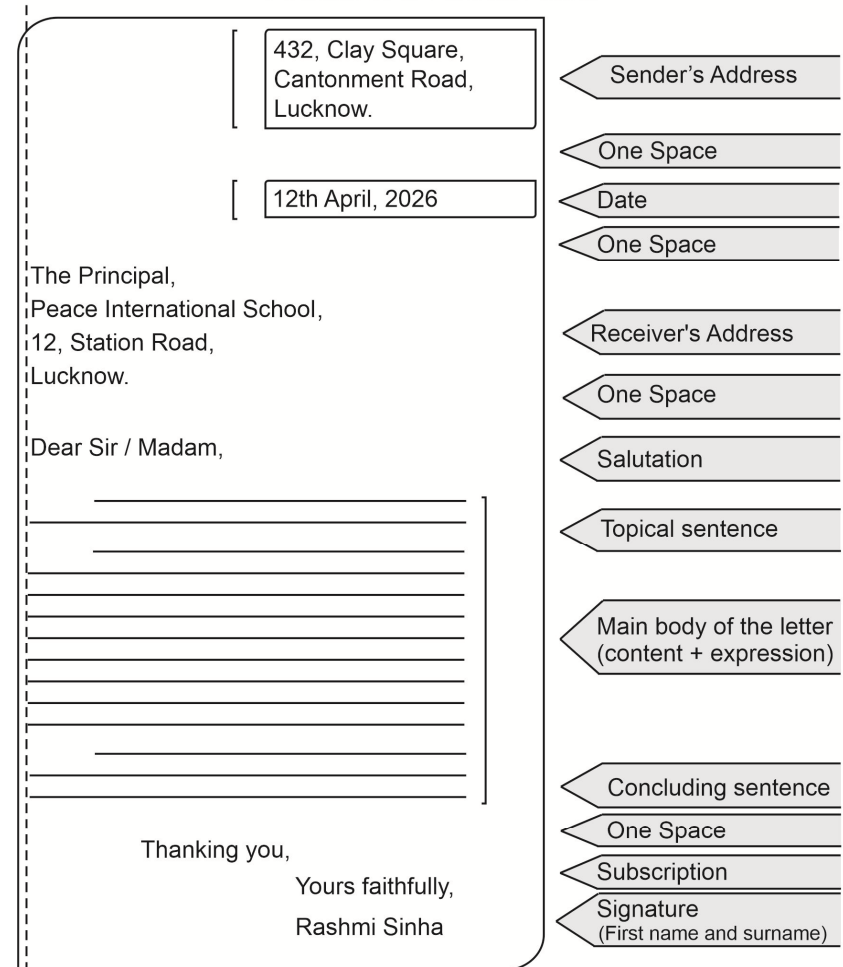 432, Clay Square,
Cantonment Road,
Lucknow.
Sender's Address
One Space
12th April, 2026
Date
One Space
The Principal,
Peace International School,
12, Station Road,
Lucknow.
Receiver's Address
One Space
Dear Sir / Madam,
Salutation
Topical sentence
Main body of the letter
(content + expression)
Concluding sentence
One Space
Thanking you,
Yours faithfully,
Subscription
Rashmi Sinha
Signature
(First name and surname)